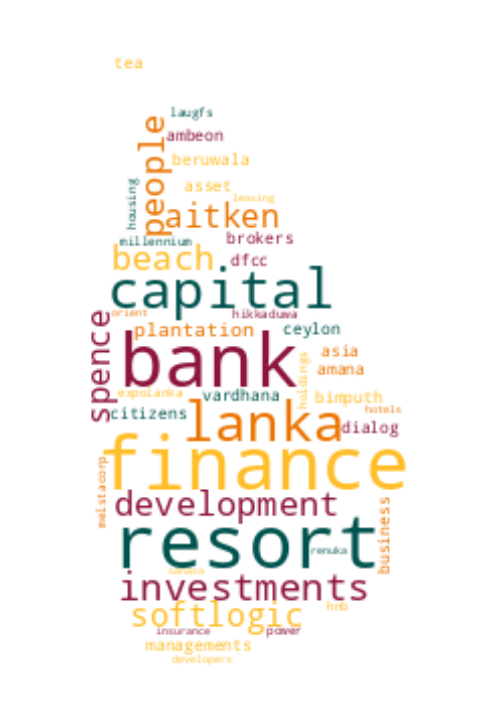 tea
laugfs
people
ambeon
beruwala
housing
asset
leasing
aitken
millennium
brokers
beach
dfcc
capital
orient
hikkaduwa
spence
plantation
ceylon
bank
asia
amana
holdings
expolanka
vardhana
bimputh
citizens
lanka
hotels
dialog
finance
melstacorp
development
business
resort
renuka
investments
softlogic
hnb
insurance
power
managements
developers